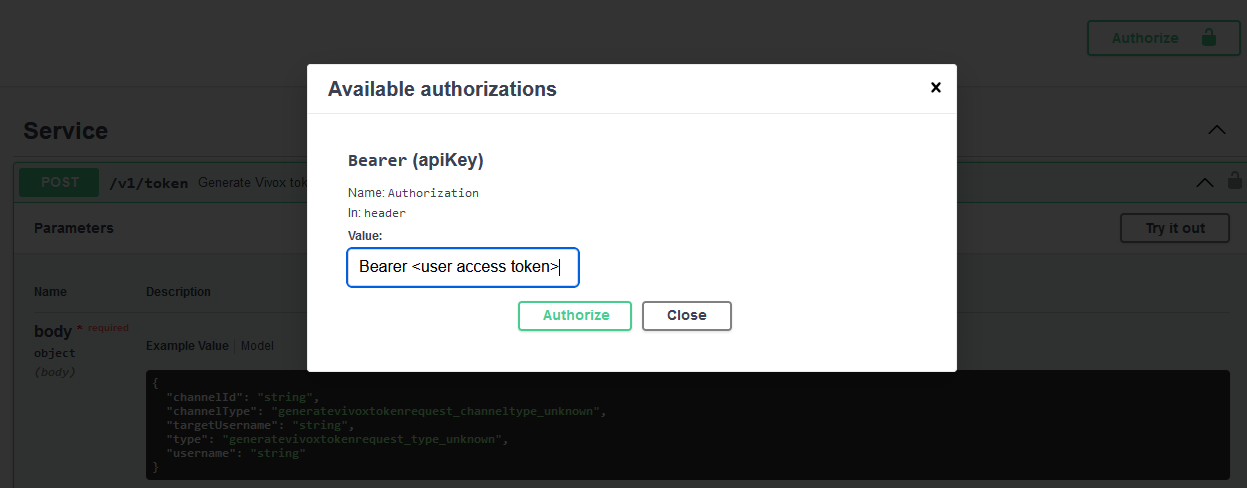 Authorize
Available authorizations
Service
Bearer (apiKey)
POST /v1/token Generate Vivox tok
Name: Authorization
In: header
Parameters
Value:
Try it out
Bearer <user access token>
Name Description
Authorize Close
body * required
object
(body)
Example Value | Model
{
"channelId": "string",
"channelType": "generatevivoxtokenrequest_channeltype_unknown",
"targetUsername": "string",
"type": "generatevivoxtokenrequest_type_unknown",
"username": "string"
}